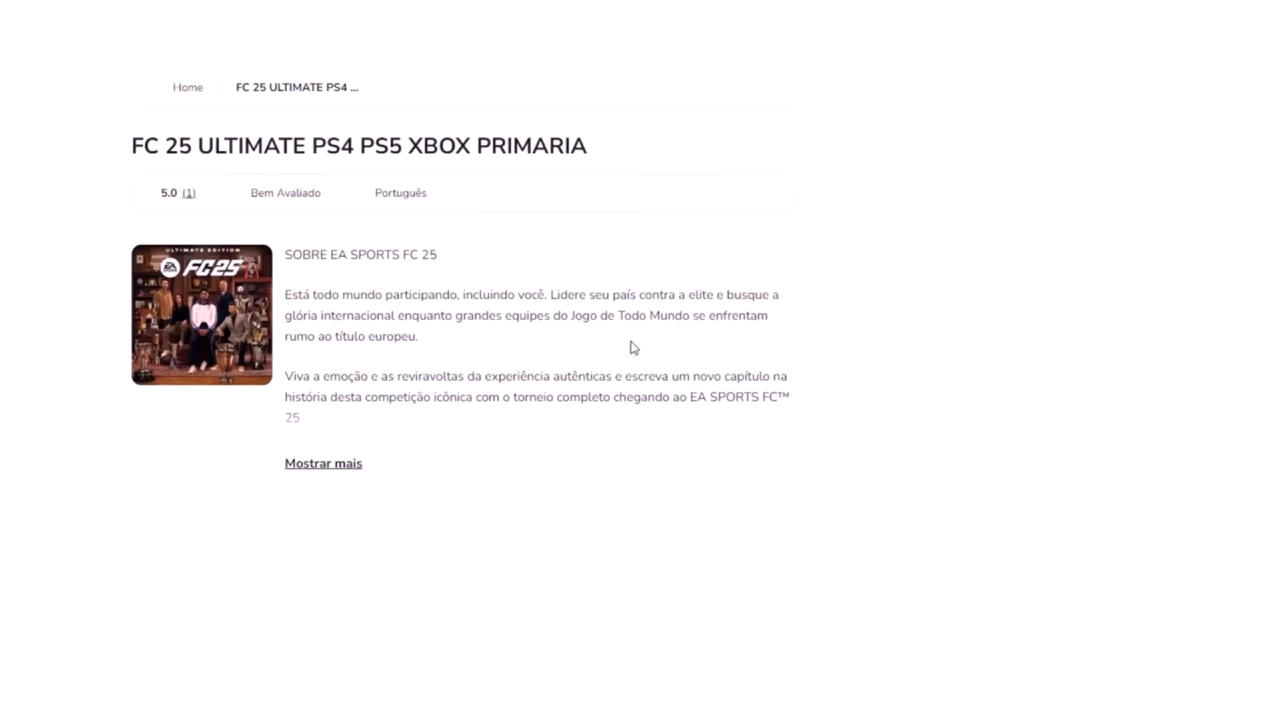 Home
FC 25 ULTIMATE PS4 ...
FC 25 ULTIMATE PS4 PS5 XBOX PRIMARIA
5.0 (1)
Bem Avaliado
Português
ULTIMATE EDITION
EA
FC25
SOBRE EA SPORTS FC 25
Está todo mundo participando, incluindo você. Lidere seu país contra a elite e busque a
glória internacional enquanto grandes equipes do Jogo de Todo Mundo se enfrentam
rumo ao título europeu.
Viva a emoção e as reviravoltas da experiência autênticas e escreva um novo capítulo na
história desta competição icônica com o torneio completo chegando ao EA SPORTS FC™
25
Mostrar mais